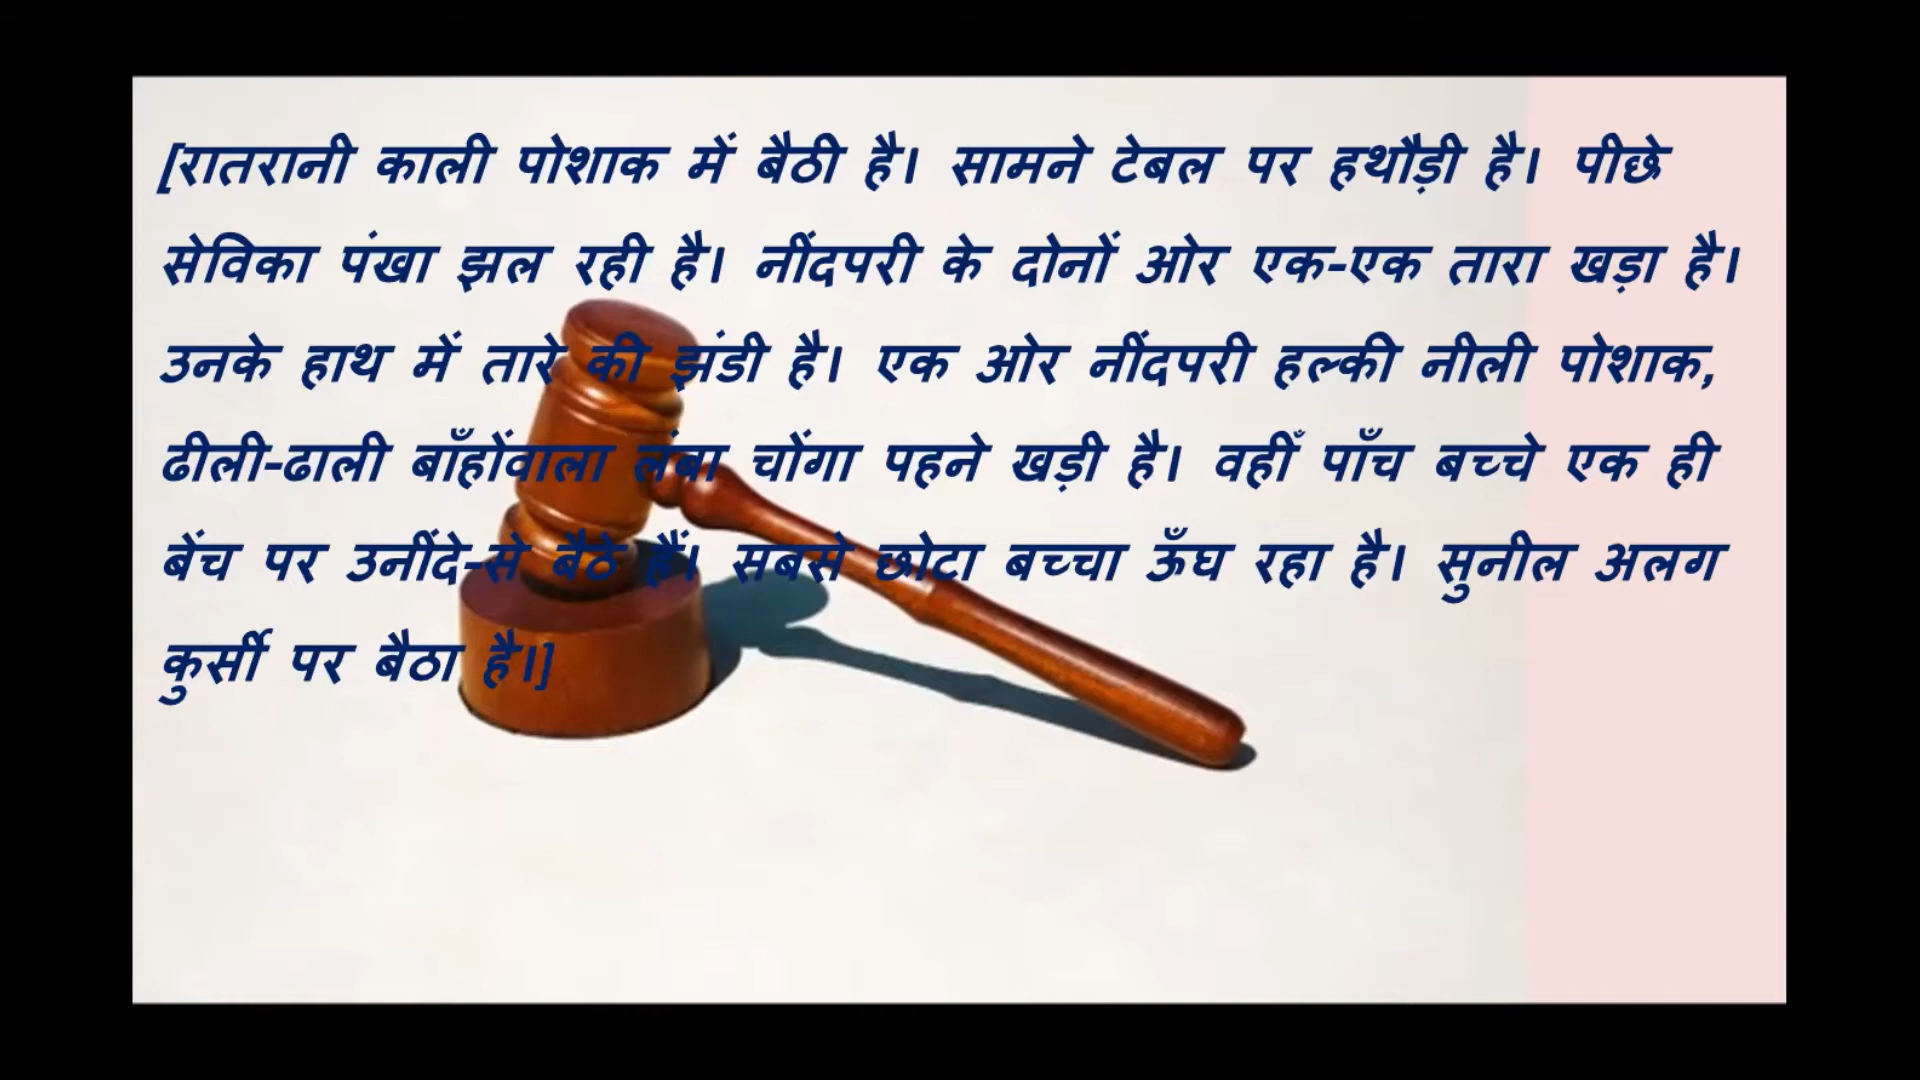 [रातरानी काली पोशाक में बैठी है। सामने टेबल पर हथौड़ी है। पीछे
सेविका पंखा झल रही है। नींदपरी के दोनों ओर एक-एक तारा खड़ा है।
उनके हाथ में तारे की झंडी है। एक ओर नींदपरी हल्की नीली पोशाक,
ढीली-ढाली बाँहोंवाला लंबा चोंगा पहने खड़ी है। वहीँ पाँच बच्चे एक ही
बेंच पर उनींदे-से बैठे हैं। सबसे छोटा बच्चा ऊँघ रहा है। सुनील अलग
कुर्सी पर बैठा है।]